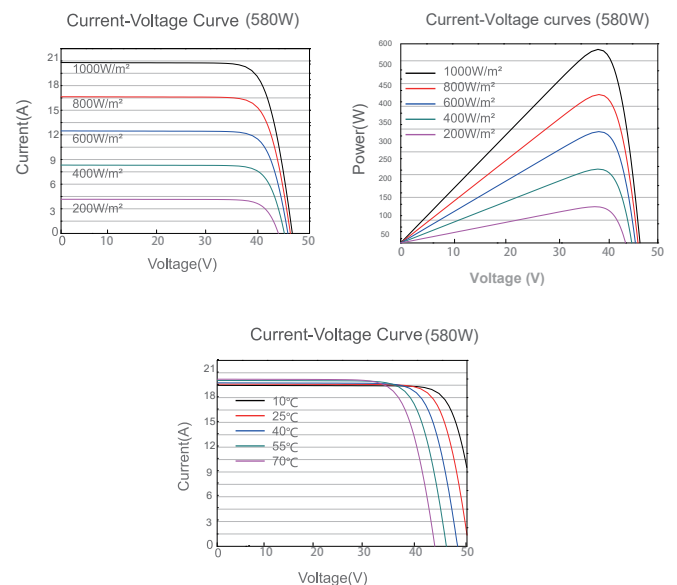 Current-Voltage Curve (580W)
21
18
15
12
9
6
3
0
1000W/m²
800W/m²
600W/m²
400W/m²
200W/m²
Current(A)
0 10 20 30 40 50
Voltage(V)
Current-Voltage curves (580W)
600
500
450
400
350
300
250
200
150
100
50
1000W/m²
800W/m²
600W/m²
400W/m²
200W/m²
Power(W)
0 10 20 30 40 50
Voltage (V)
Current-Voltage Curve (580W)
21
18
15
12
9
6
3
0
10℃
25℃
40℃
55℃
70℃
Current(A)
0 10 20 30 40 50
Voltage(V)